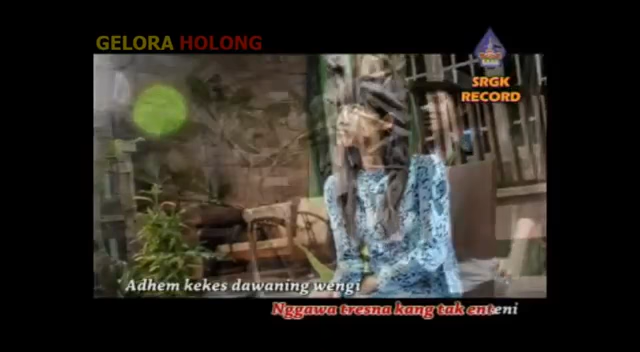 GELORA HOLONG
SRGK
RECORD
Adhem kekes dawaning wengi
Nggawa tresna kang tak enteni